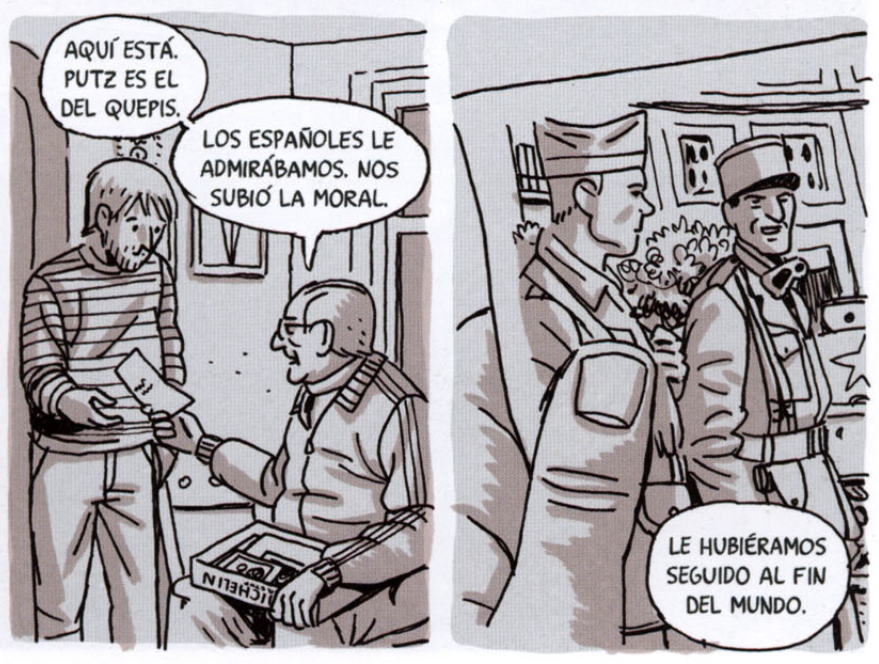 AQUÍ ESTÁ.
PUTZ ES EL
DEL QUEPIS.
LOS ESPAÑOLES LE
ADMIRÁBAMOS. NOS
SUBIÓ LA MORAL.
MICHELIN
LE HUBIÉRAMOS
SEGUIDO AL FIN
DEL MUNDO.